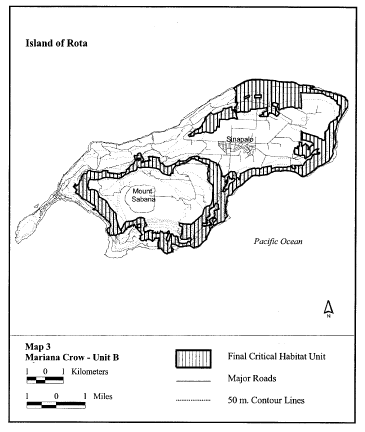 Island of Rota
Sinapalo
Mount
Sabana
Pacific Ocean
N
Map 3
Mariana Crow - Unit B
1 0 1 Kilometers
1 0 1 Miles
Final Critical Habitat Unit
Major Roads
50 m. Contour Lines